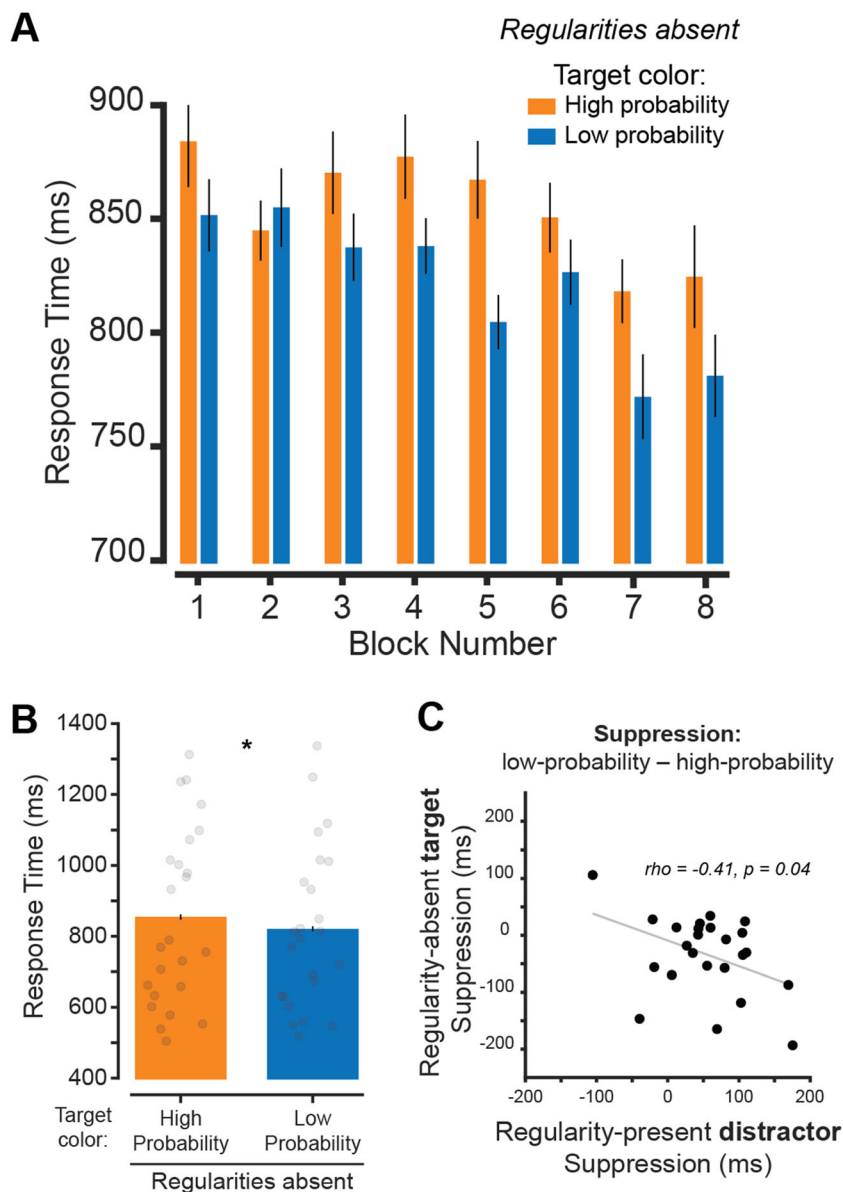 A
Regularities absent
Target color:
High probability
Low probability
Response Time (ms)
900
850
800
750
700
1 2 3 4 5 6 7 8
Block Number
B
*
Response Time (ms)
1400
1200
1000
800
600
400
Target color:
High Probability
Low Probability
Regularities absent
C
Suppression:
low-probability – high-probability
Regularity-absent target
Suppression (ms)
200
100
0
-100
-200
rho = -0.41, p = 0.04
-200 -100 0 100 200
Regularity-present distractor
Suppression (ms)